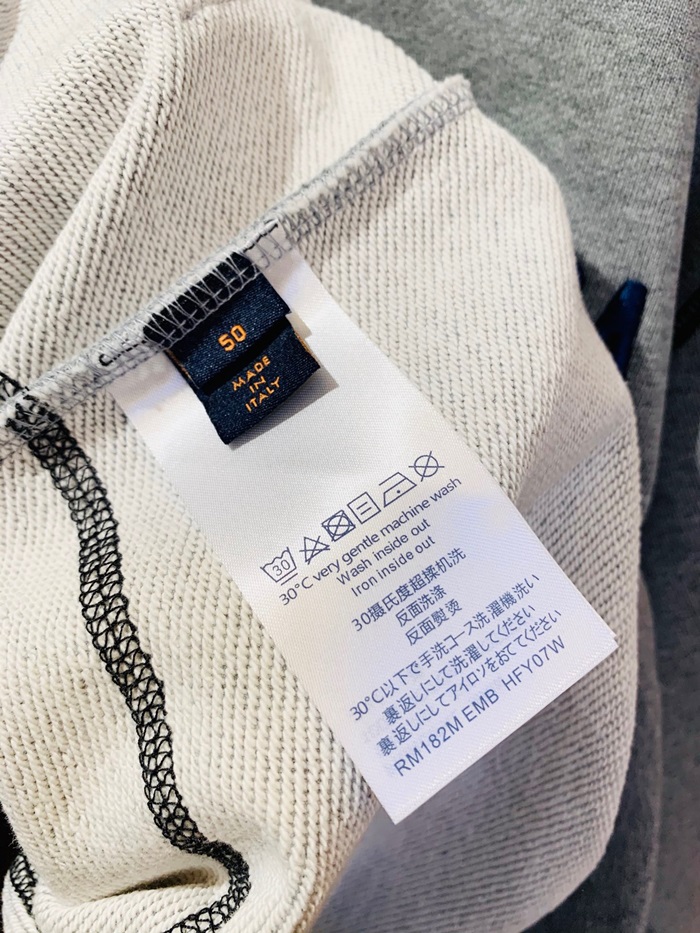 50
MADE
IN
ITALY
30
30°C very gentle machine wash
Wash inside out
Iron inside out
30摄氏度超揉机洗
反面洗涤
反面熨烫
30°C以下で手洗コース洗濯機洗い
裏返しにして洗濯してください
裏返しにしてアイロンをおててください
RM182M EMB HFY07W